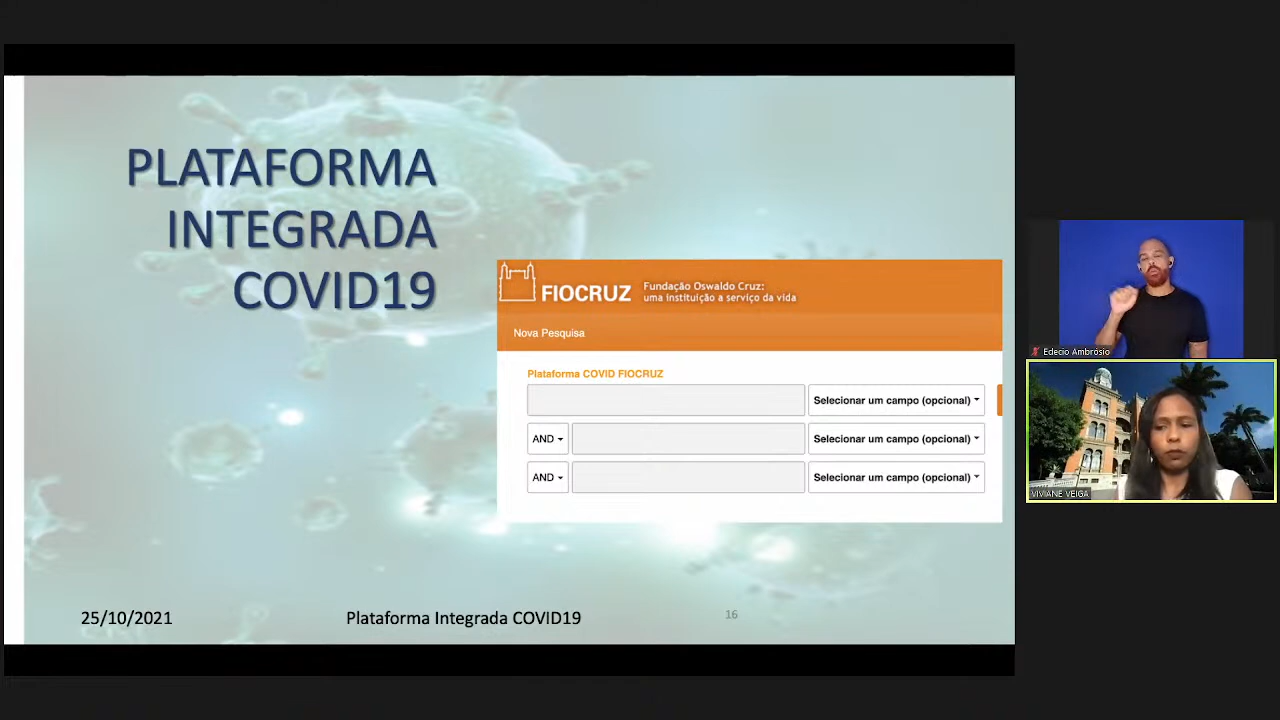 PLATAFORMA
INTEGRADA
COVID19
FIOCRUZ
Fundação Oswaldo Cruz:
uma instituição a serviço da vida
Nova Pesquisa
Plataforma COVID FIOCRUZ
Selecionar um campo (opcional)
AND
Selecionar um campo (opcional)
AND
Selecionar um campo (opcional)
25/10/2021
Plataforma Integrada COVID19
16
Edecio Ambrósio
VIVIANE VEIGA